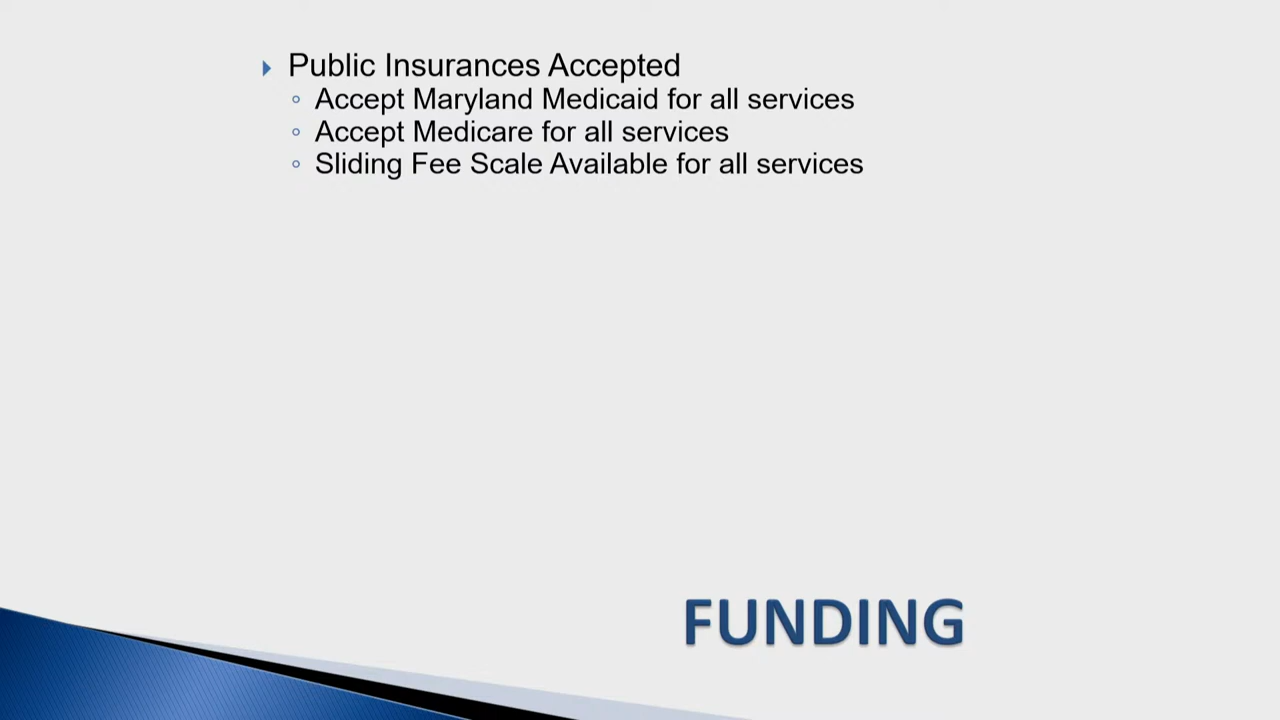 Public Insurances Accepted
Accept Maryland Medicaid for all services
Accept Medicare for all services
Sliding Fee Scale Available for all services
FUNDING